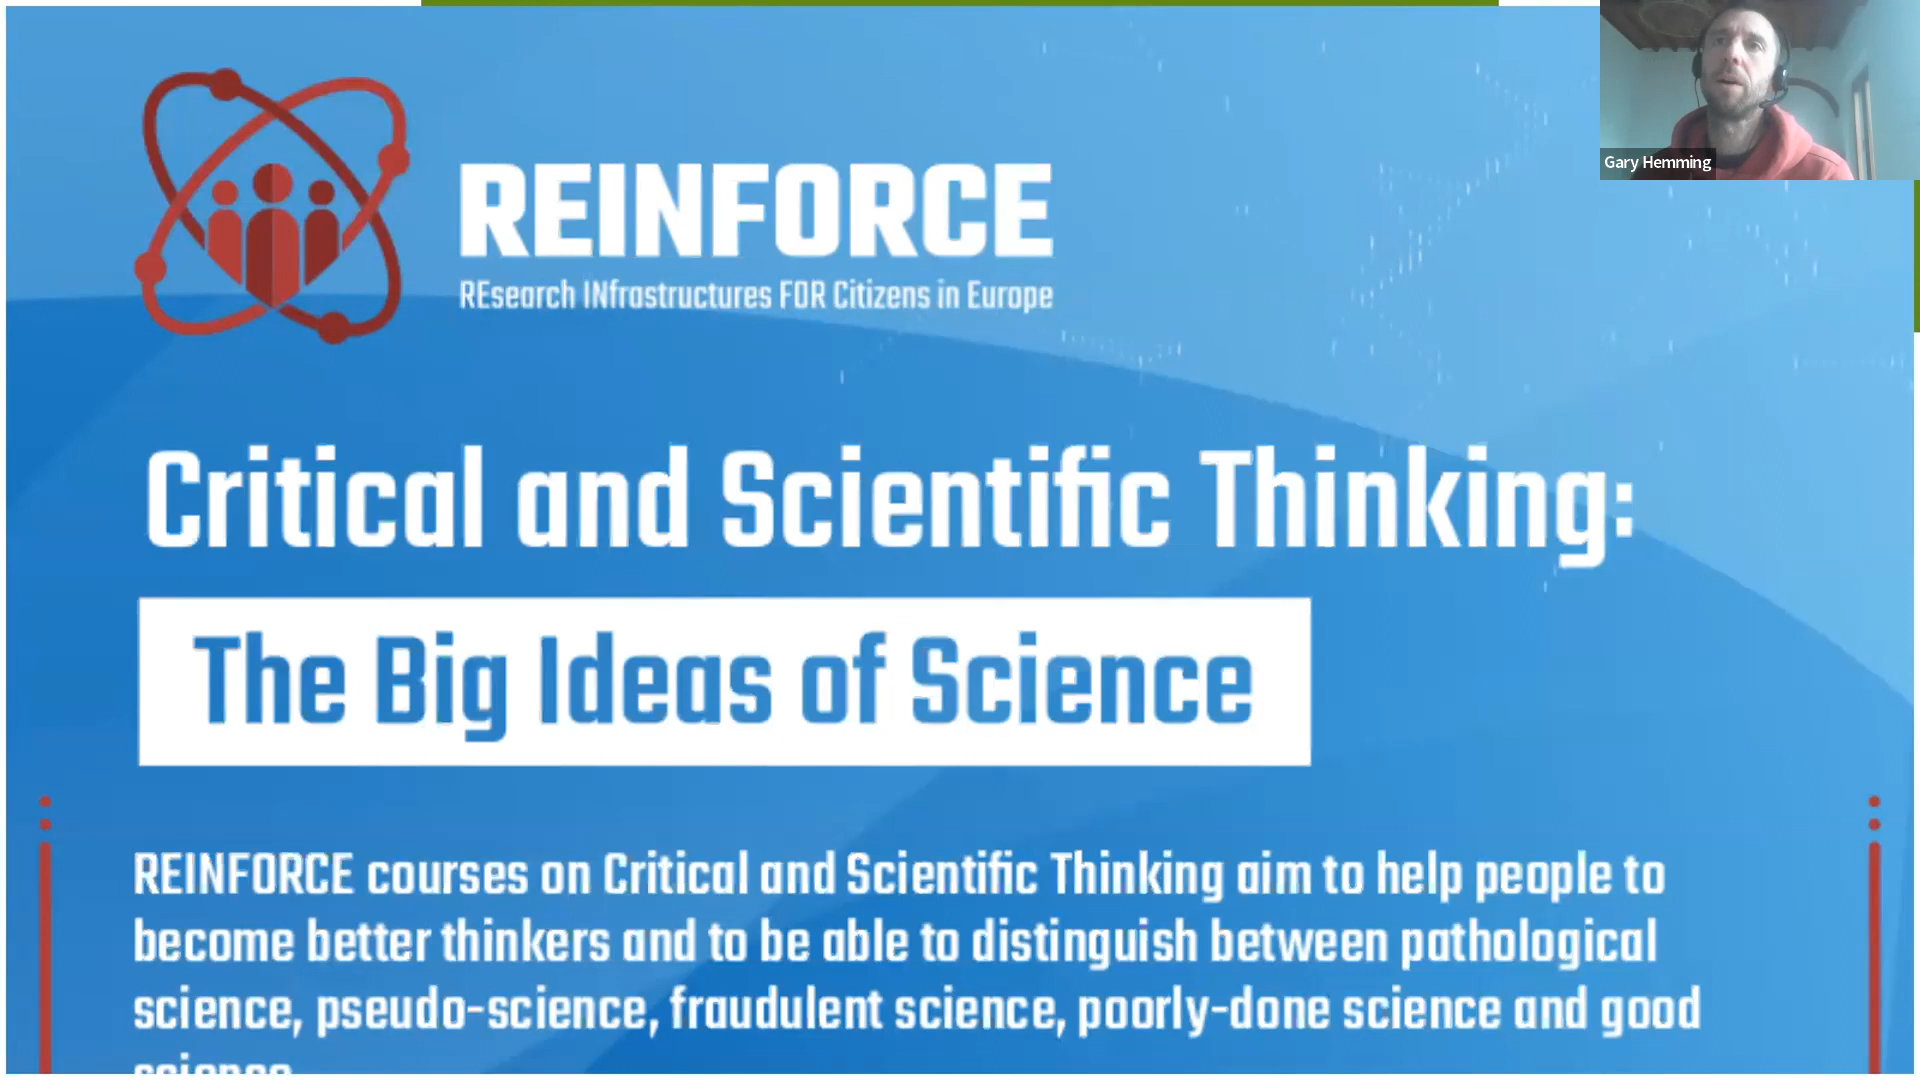 REINFORCE
REsearch INfrastructures FOR Citizens in Europe
Gary Hemming
Critical and Scientific Thinking:
The Big Ideas of Science
REINFORCE courses on Critical and Scientific Thinking aim to help people to
become better thinkers and to be able to distinguish between pathological
science, pseudo-science, fraudulent science, poorly-done science and good
science